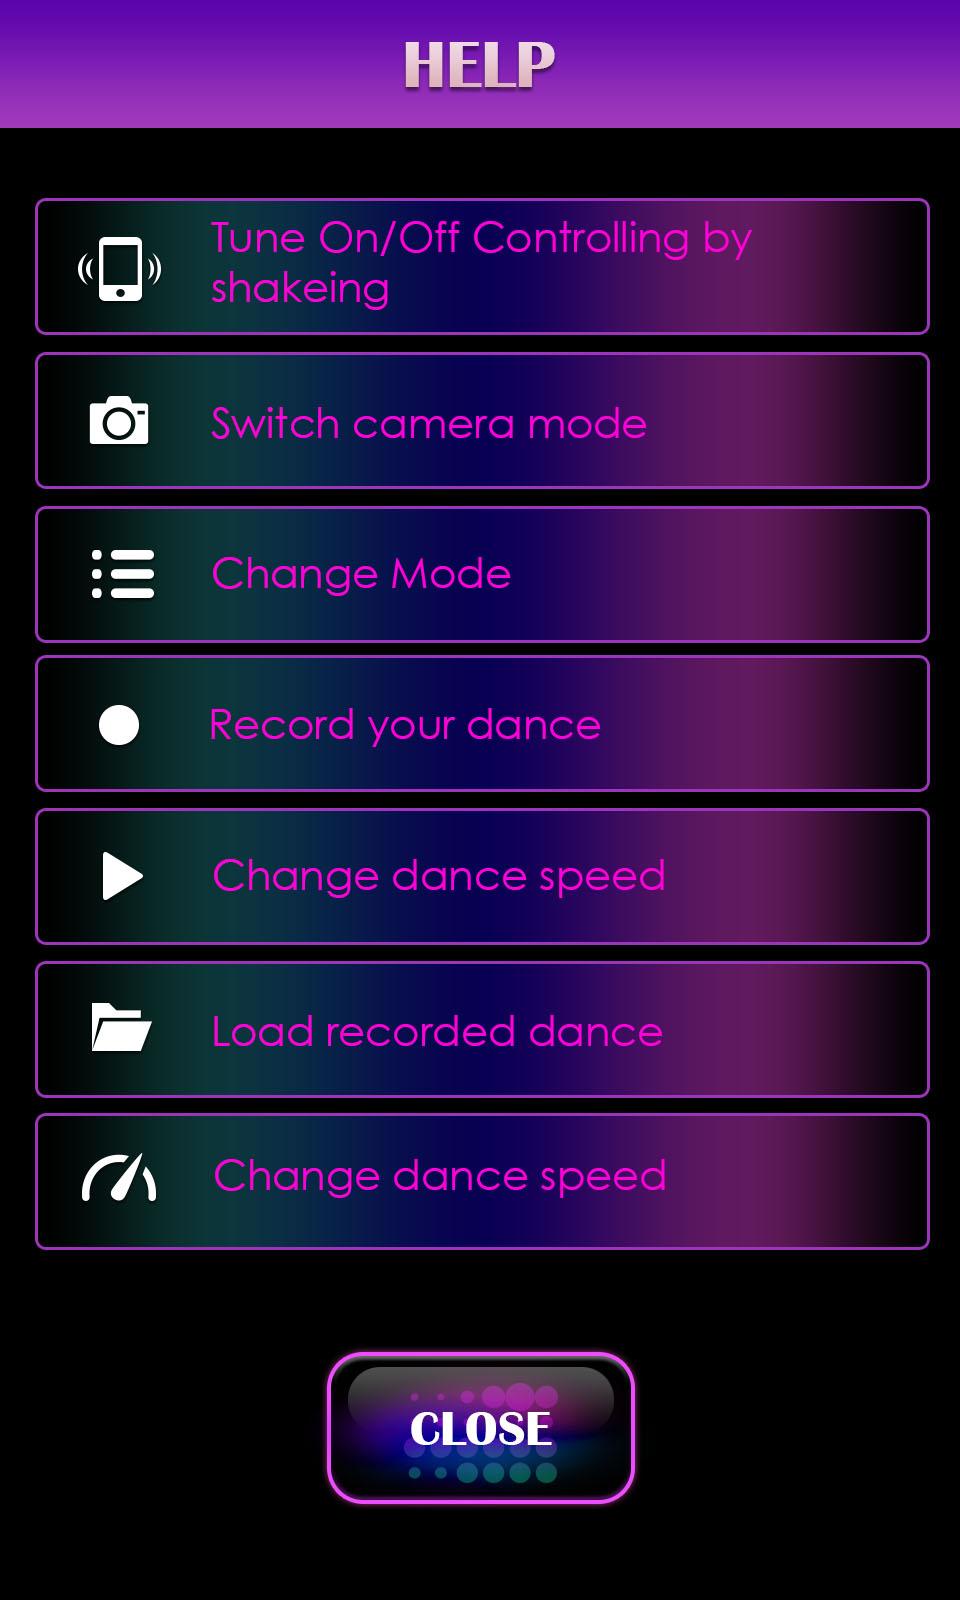 HELP
Tune On/Off Controlling by
shakeing
Switch camera mode
Change Mode
Record your dance
Change dance speed
Load recorded dance
Change dance speed
CLOSE